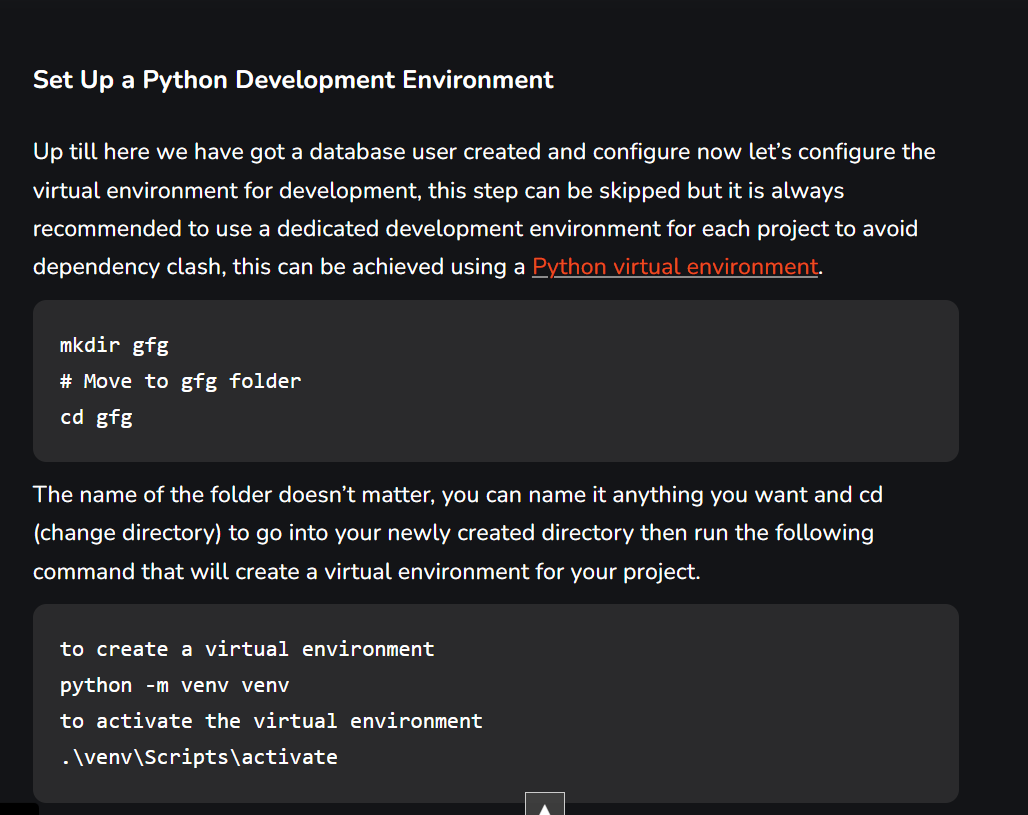 Set Up a Python Development Environment
Up till here we have got a database user created and configure now let’s configure the
virtual environment for development, this step can be skipped but it is always
recommended to use a dedicated development environment for each project to avoid
dependency clash, this can be achieved using a Python virtual environment.
mkdir gfg
# Move to gfg folder
cd gfg
The name of the folder doesn’t matter, you can name it anything you want and cd
(change directory) to go into your newly created directory then run the following
command that will create a virtual environment for your project.
to create a virtual environment
python -m venv venv
to activate the virtual environment
.\venv\Scripts\activate